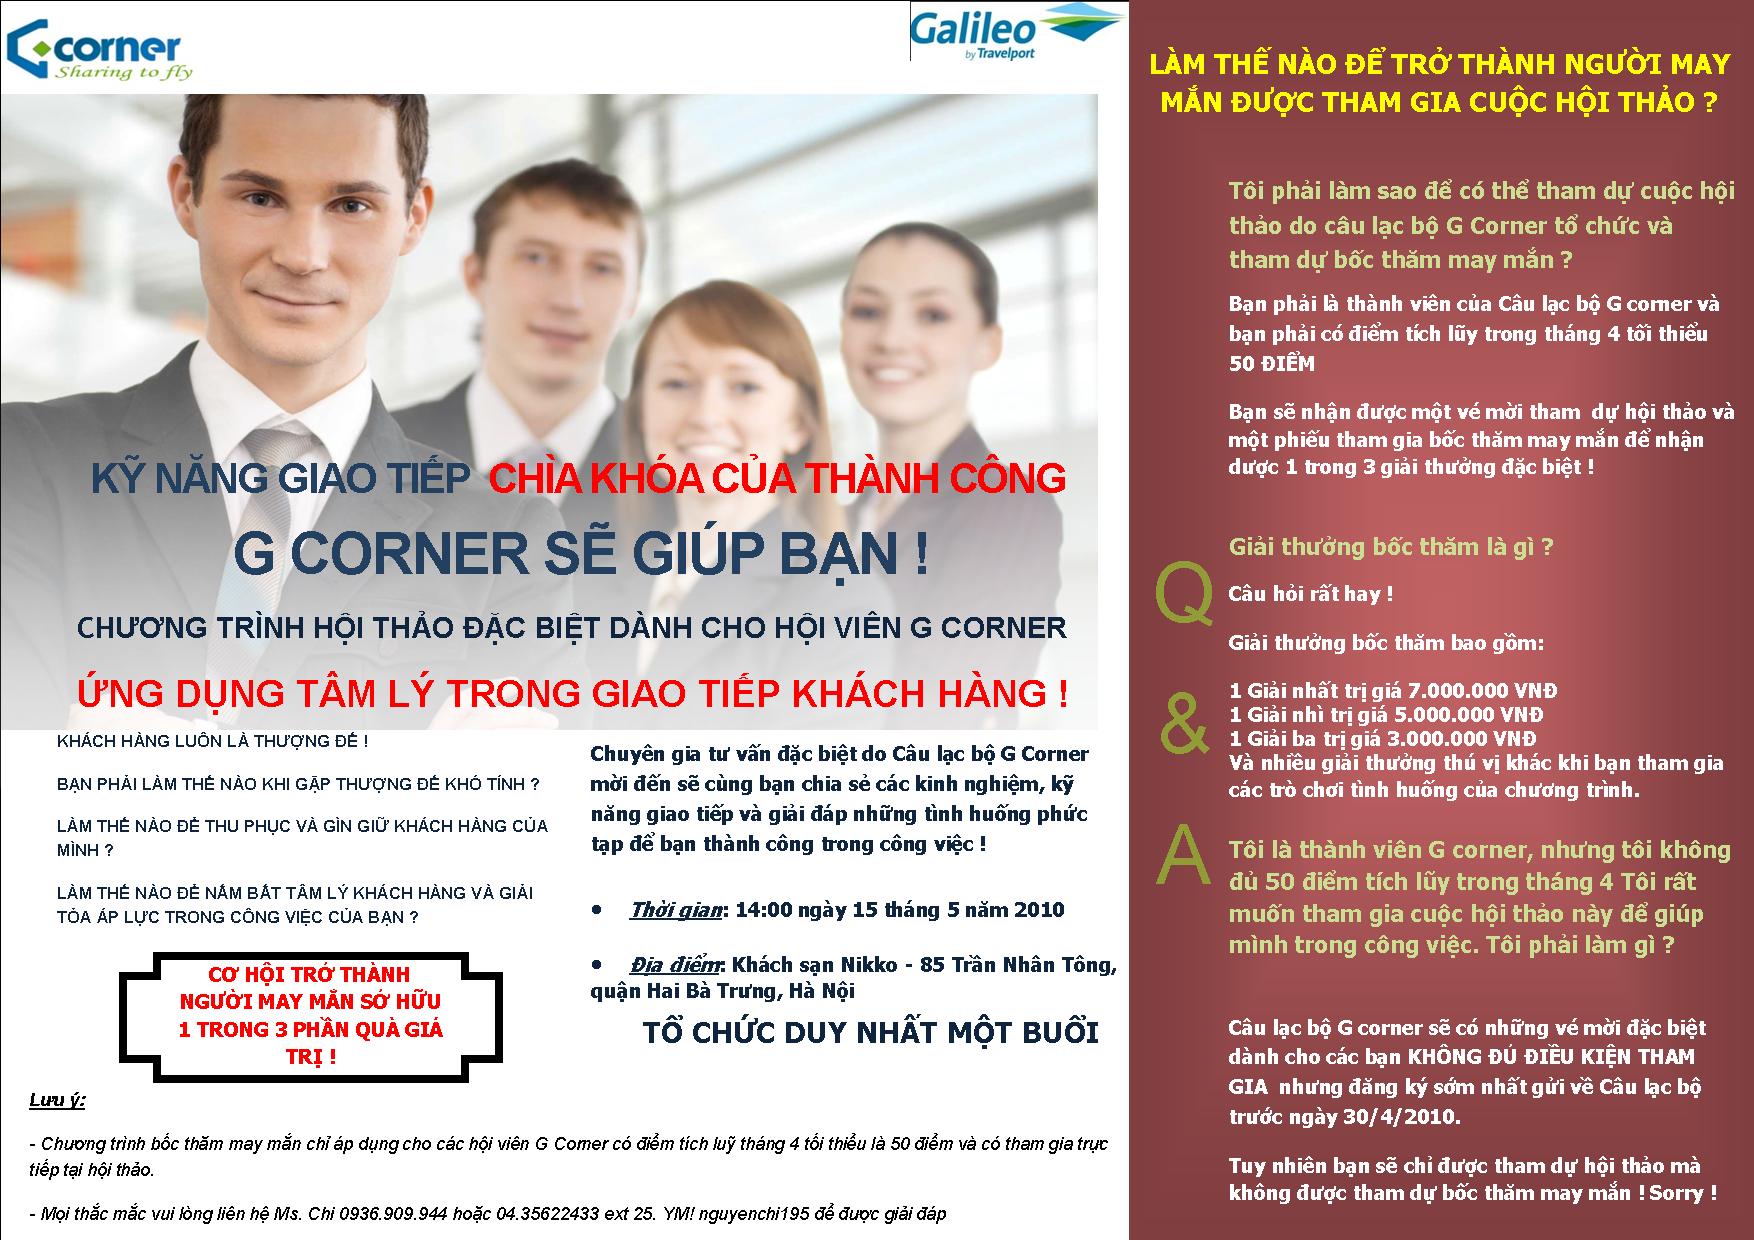 corner
Sharing to fly
Galileo
by Travelport
KỸ NĂNG GIAO TIẾP CHÌA KHÓA CỦA THÀNH CÔNG
G CORNER SẼ GIÚP BẠN !
CHƯƠNG TRÌNH HỘI THẢO ĐẶC BIỆT DÀNH CHO HỘI VIÊN G CORNER
ỨNG DỤNG TÂM LÝ TRONG GIAO TIẾP KHÁCH HÀNG !
KHÁCH HÀNG LUÔN LÀ THƯỢNG ĐẾ !
BẠN PHẢI LÀM THẾ NÀO KHI GẶP THƯỢNG ĐẾ KHÓ TÍNH ?
LÀM THẾ NÀO ĐỂ THU PHỤC VÀ GÌN GIỮ KHÁCH HÀNG CỦA
MÌNH ?
LÀM THẾ NÀO ĐỂ NẮM BẮT TÂM LÝ KHÁCH HÀNG VÀ GIẢI
TỎA ÁP LỰC TRONG CÔNG VIỆC CỦA BẠN ?
CƠ HỘI TRỞ THÀNH
NGƯỜI MAY MẮN SỞ HỮU
1 TRONG 3 PHẦN QUÀ GIÁ
TRỊ !
Chuyên gia tư vấn đặc biệt do Câu lạc bộ G Corner
mời đến sẽ cùng bạn chia sẻ các kinh nghiệm, kỹ
năng giao tiếp và giải đáp những tình huống phức
tạp để bạn thành công trong công việc !
• Thời gian: 14:00 ngày 15 tháng 5 năm 2010
• Địa điểm: Khách sạn Nikko - 85 Trần Nhân Tông,
quận Hai Bà Trưng, Hà Nội
TỔ CHỨC DUY NHẤT MỘT BUỔI
Lưu ý:
- Chương trình bốc thăm may mắn chỉ áp dụng cho các hội viên G Corner có điểm tích luỹ tháng 4 tối thiểu là 50 điểm và có tham gia trực
tiếp tại hội thảo.
- Mọi thắc mắc vui lòng liên hệ Ms. Chi 0936.909.944 hoặc 04.35622433 ext 25. YM! nguyenchi195 để được giải đáp
LÀM THẾ NÀO ĐỂ TRỞ THÀNH NGƯỜI MAY
MẮN ĐƯỢC THAM GIA CUỘC HỘI THẢO ?
Tôi phải làm sao để có thể tham dự cuộc hội
thảo do câu lạc bộ G Corner tổ chức và
tham dự bốc thăm may mắn ?
Bạn phải là thành viên của Câu lạc bộ G corner và
bạn phải có điểm tích lũy trong tháng 4 tối thiểu
50 ĐIỂM
Bạn sẽ nhận được một vé mời tham dự hội thảo và
một phiếu tham gia bốc thăm may mắn để nhận
dược 1 trong 3 giải thưởng đặc biệt !
Q
&
A
Giải thưởng bốc thăm là gì ?
Câu hỏi rất hay !
Giải thưởng bốc thăm bao gồm:
1 Giải nhất trị giá 7.000.000 VNĐ
1 Giải nhì trị giá 5.000.000 VNĐ
1 Giải ba trị giá 3.000.000 VNĐ
Và nhiều giải thưởng thú vị khác khi bạn tham gia
các trò chơi tình huống của chương trình.
Tôi là thành viên G corner, nhưng tôi không
đủ 50 điểm tích lũy trong tháng 4 Tôi rất
muốn tham gia cuộc hội thảo này để giúp
mình trong công việc. Tôi phải làm gì ?
Câu lạc bộ G corner sẽ có những vé mời đặc biệt
dành cho các bạn KHÔNG ĐỦ ĐIỀU KIỆN THAM
GIA nhưng đăng ký sớm nhất gửi về Câu lạc bộ
trước ngày 30/4/2010.
Tuy nhiên bạn sẽ chỉ được tham dự hội thảo mà
không được tham dự bốc thăm may mắn ! Sorry !